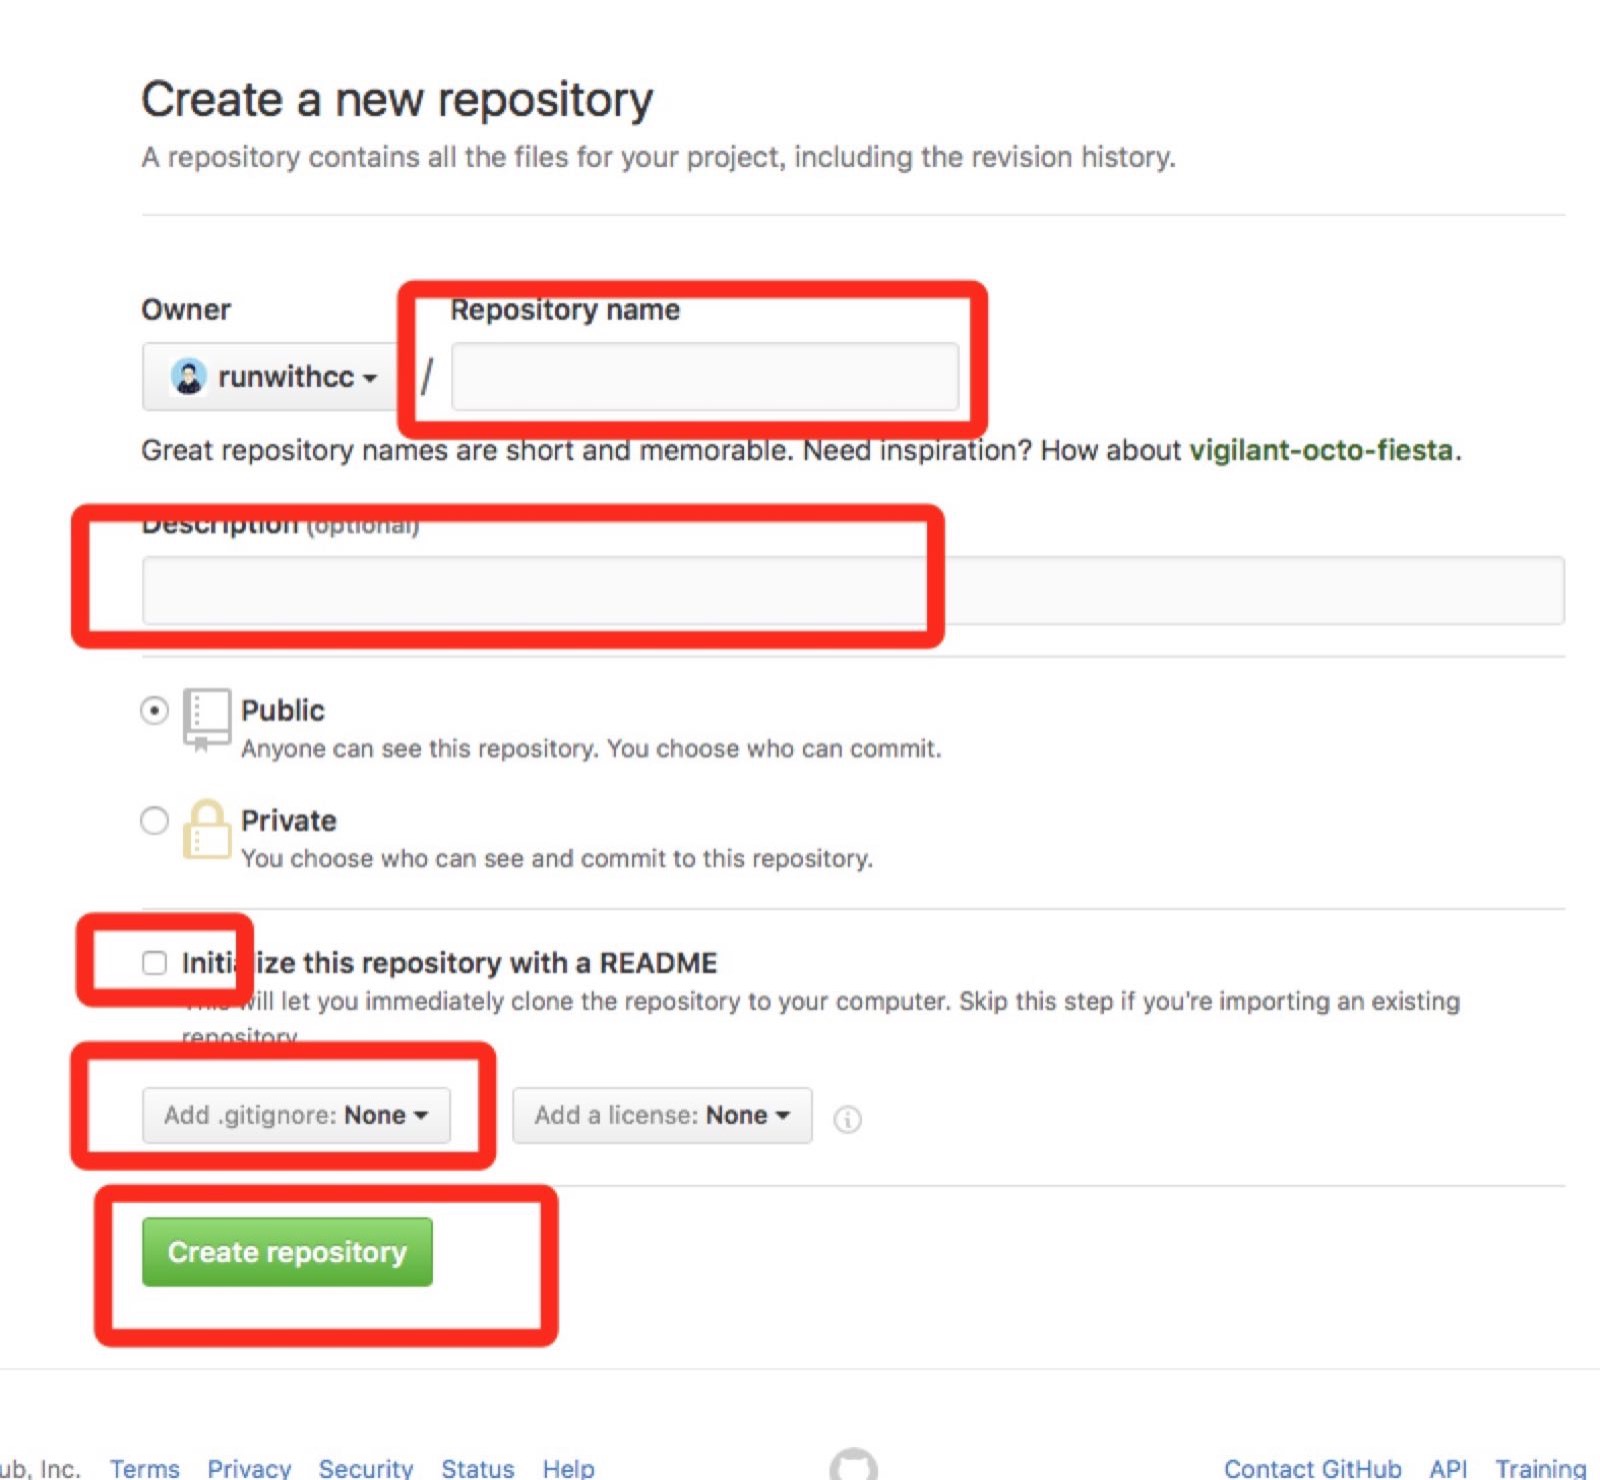 Create a new repository
A repository contains all the files for your project, including the revision history.
Owner
Repository name
runwithcc /
Great repository names are short and memorable. Need inspiration? How about vigilant-octo-fiesta.
Description (optional)
Public
Anyone can see this repository. You choose who can commit.
Private
You choose who can see and commit to this repository.
Initialize this repository with a README
This will let you immediately clone the repository to your computer. Skip this step if you're importing an existing
repository.
Add .gitignore: None
Add a license: None
Create repository
ub, Inc. Terms Privacy Security Status Help
Contact GitHub API Training